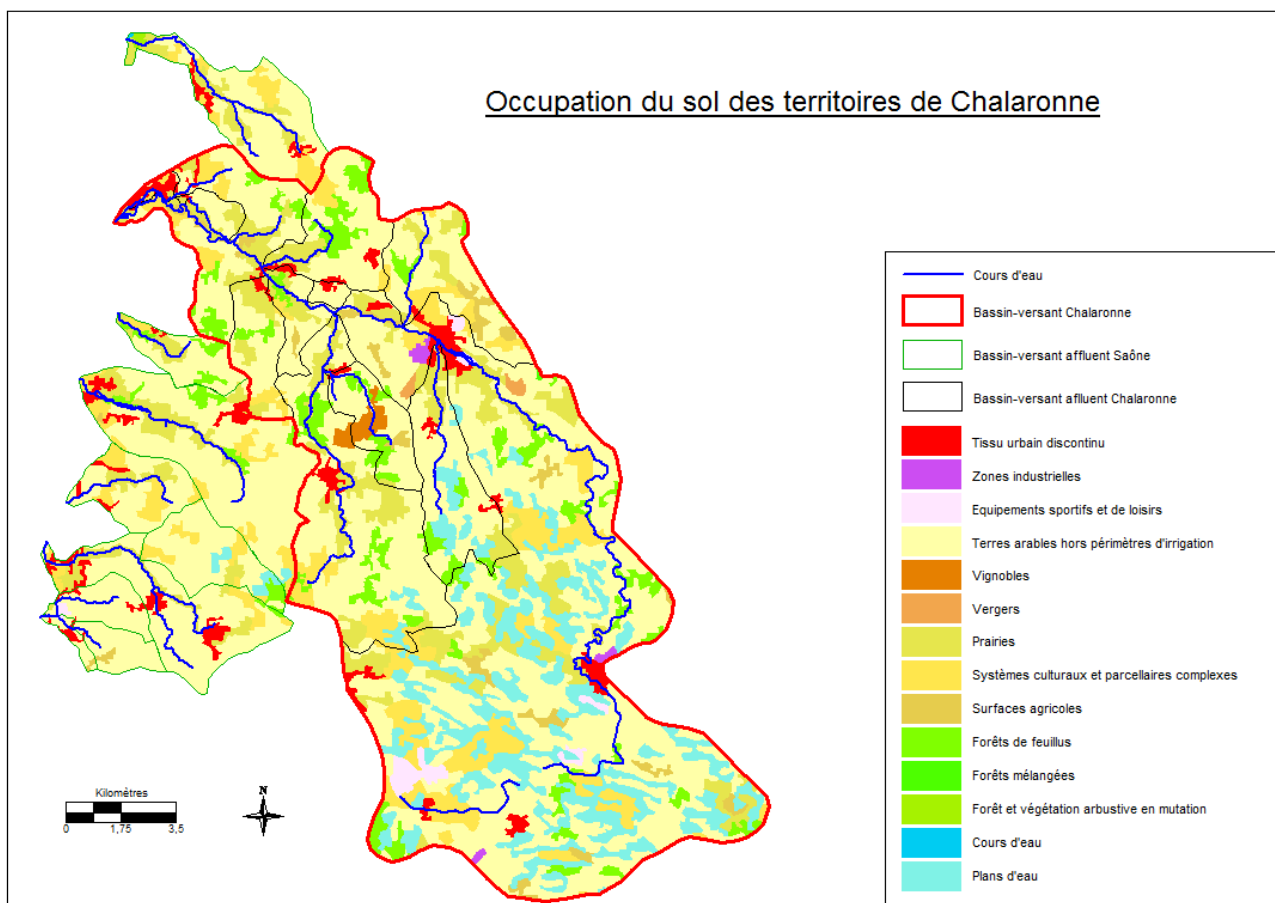 Occupation du sol des territoires de Chalaronne
Cours d'eau
Bassin-versant Chalaronne
Bassin-versant affluent Saône
Bassin-versant afluent Chalaronne
Tissu urbain discontinu
Zones industrielles
Equipements sportifs et de loisirs
Terres arables hors périmètres d'irrigation
Vignobles
Vergers
Prairies
Systèmes culturaux et parcellaires complexes
Surfaces agricoles
Forêts de feuillus
Forêts mélangées
Forêt et végétation arbustive en mutation
Cours d'eau
Plans d'eau
Kilomètres
0 1,75 3,5
N